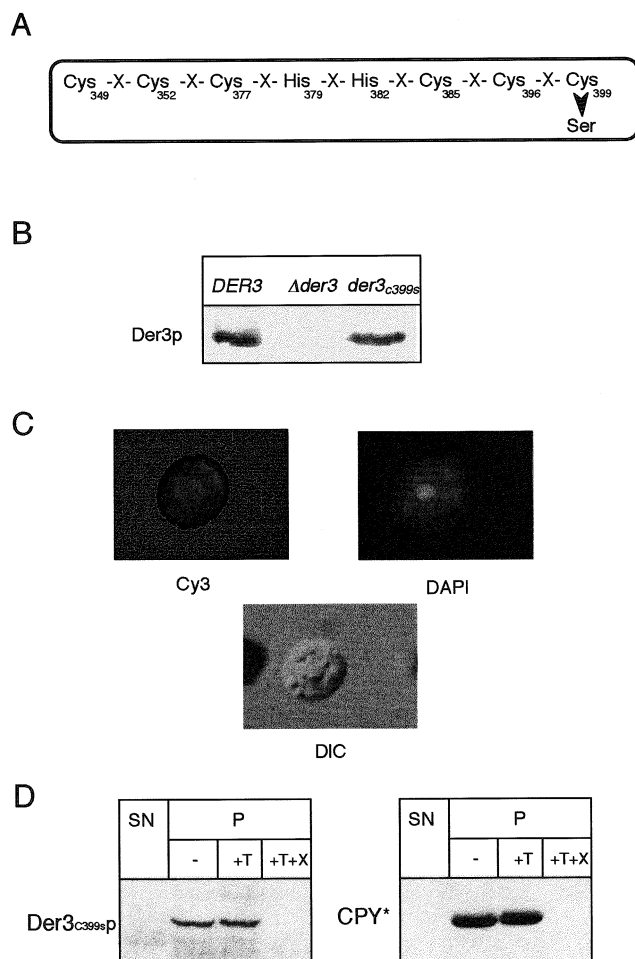 A
Cys349 -X- Cys352 -X- Cys377 -X- His379 -X- His382 -X- Cys385 -X- Cys396 -X- Cys399
Ser
B
DER3 Δder3 der3c399s
Der3p
C
Cy3 DAPI
DIC
D
SN P
- +T +T+X
Der3C399sp
SN P
- +T +T+X
CPY*